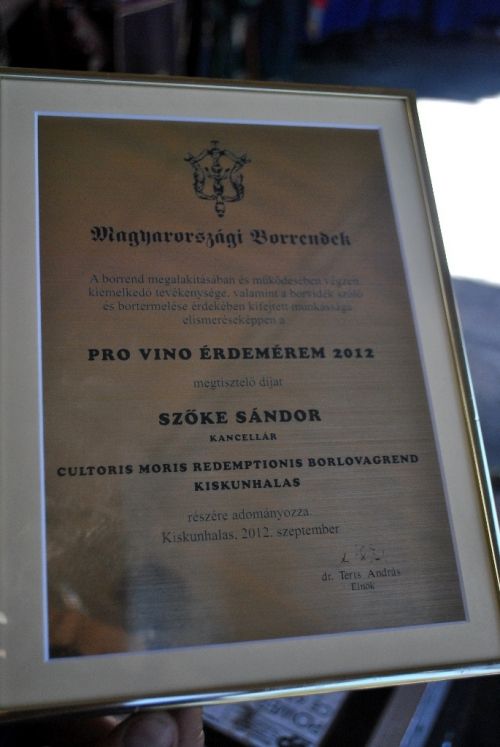 Magyarországi Borrendek
A borrend megalakításában és működésében végzett
kiemelkedő tevékenysége, valamint a borvidék szőlő
és bortermelése érdekében kifejtett munkássága
elismeréseképpen a
PRO VINO ÉRDEMÉREM 2012
megtisztelő díjat
SZŐKE SÁNDOR
KANCELLÁR
CULTORIS MORIS REDEMPTIONIS BORLOVAGREND
KISKUNHALAS
részére adományozza.
Kiskunhalas, 2012. szeptember
dr. Terts András
Elnök